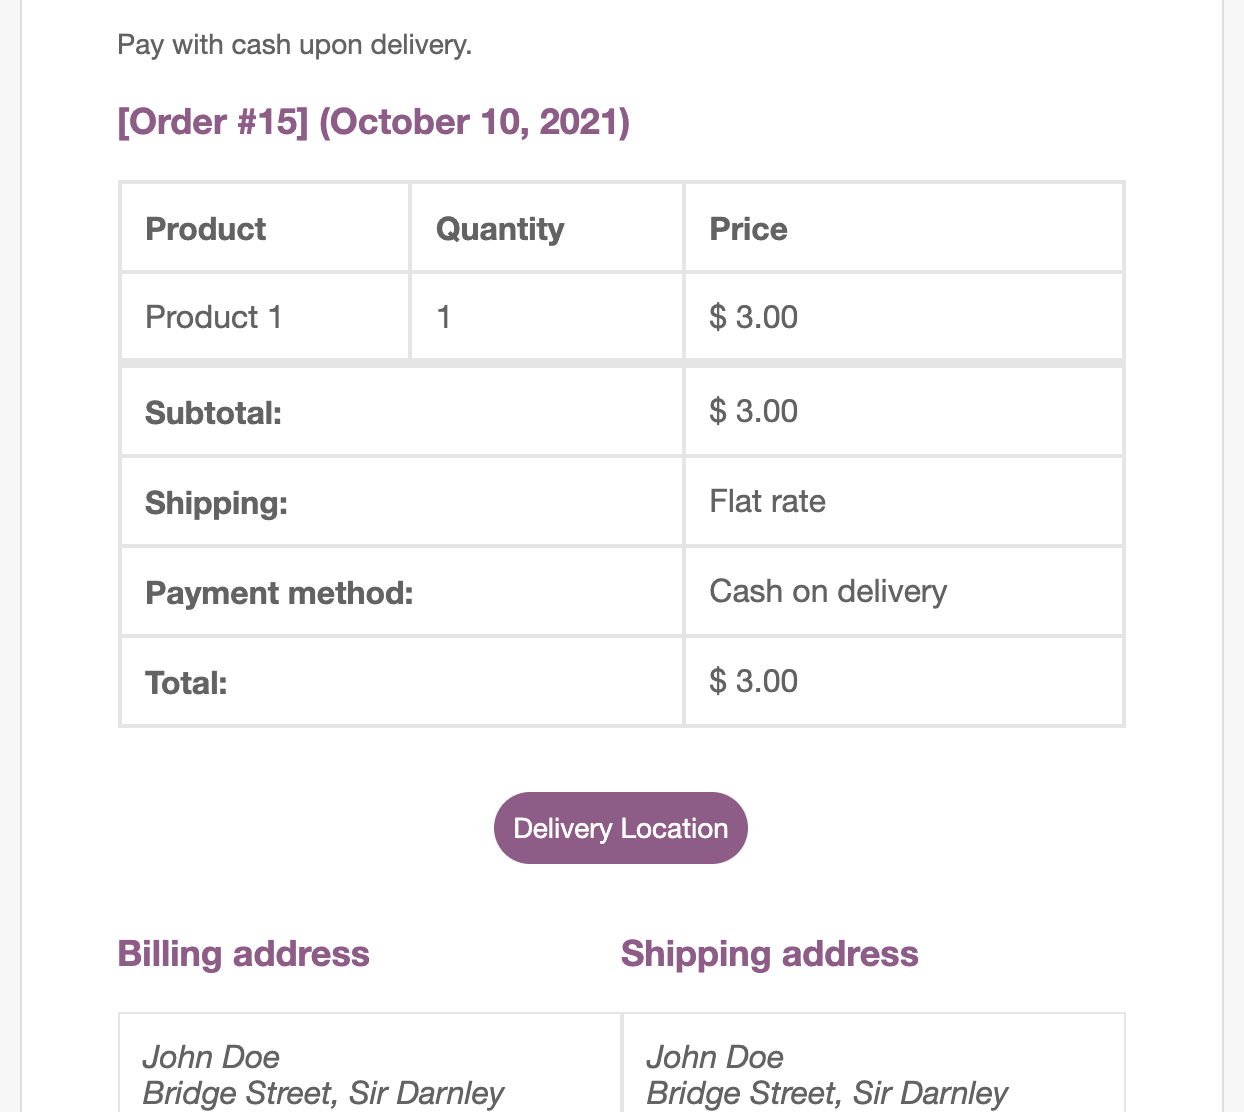 Pay with cash upon delivery.
[Order #15] (October 10, 2021)
Product Quantity Price
Product 1 1 $ 3.00
Subtotal: $ 3.00
Shipping: Flat rate
Payment method: Cash on delivery
Total: $ 3.00
Delivery Location
Billing address Shipping address
John Doe John Doe
Bridge Street, Sir Darnley Bridge Street, Sir Darnley